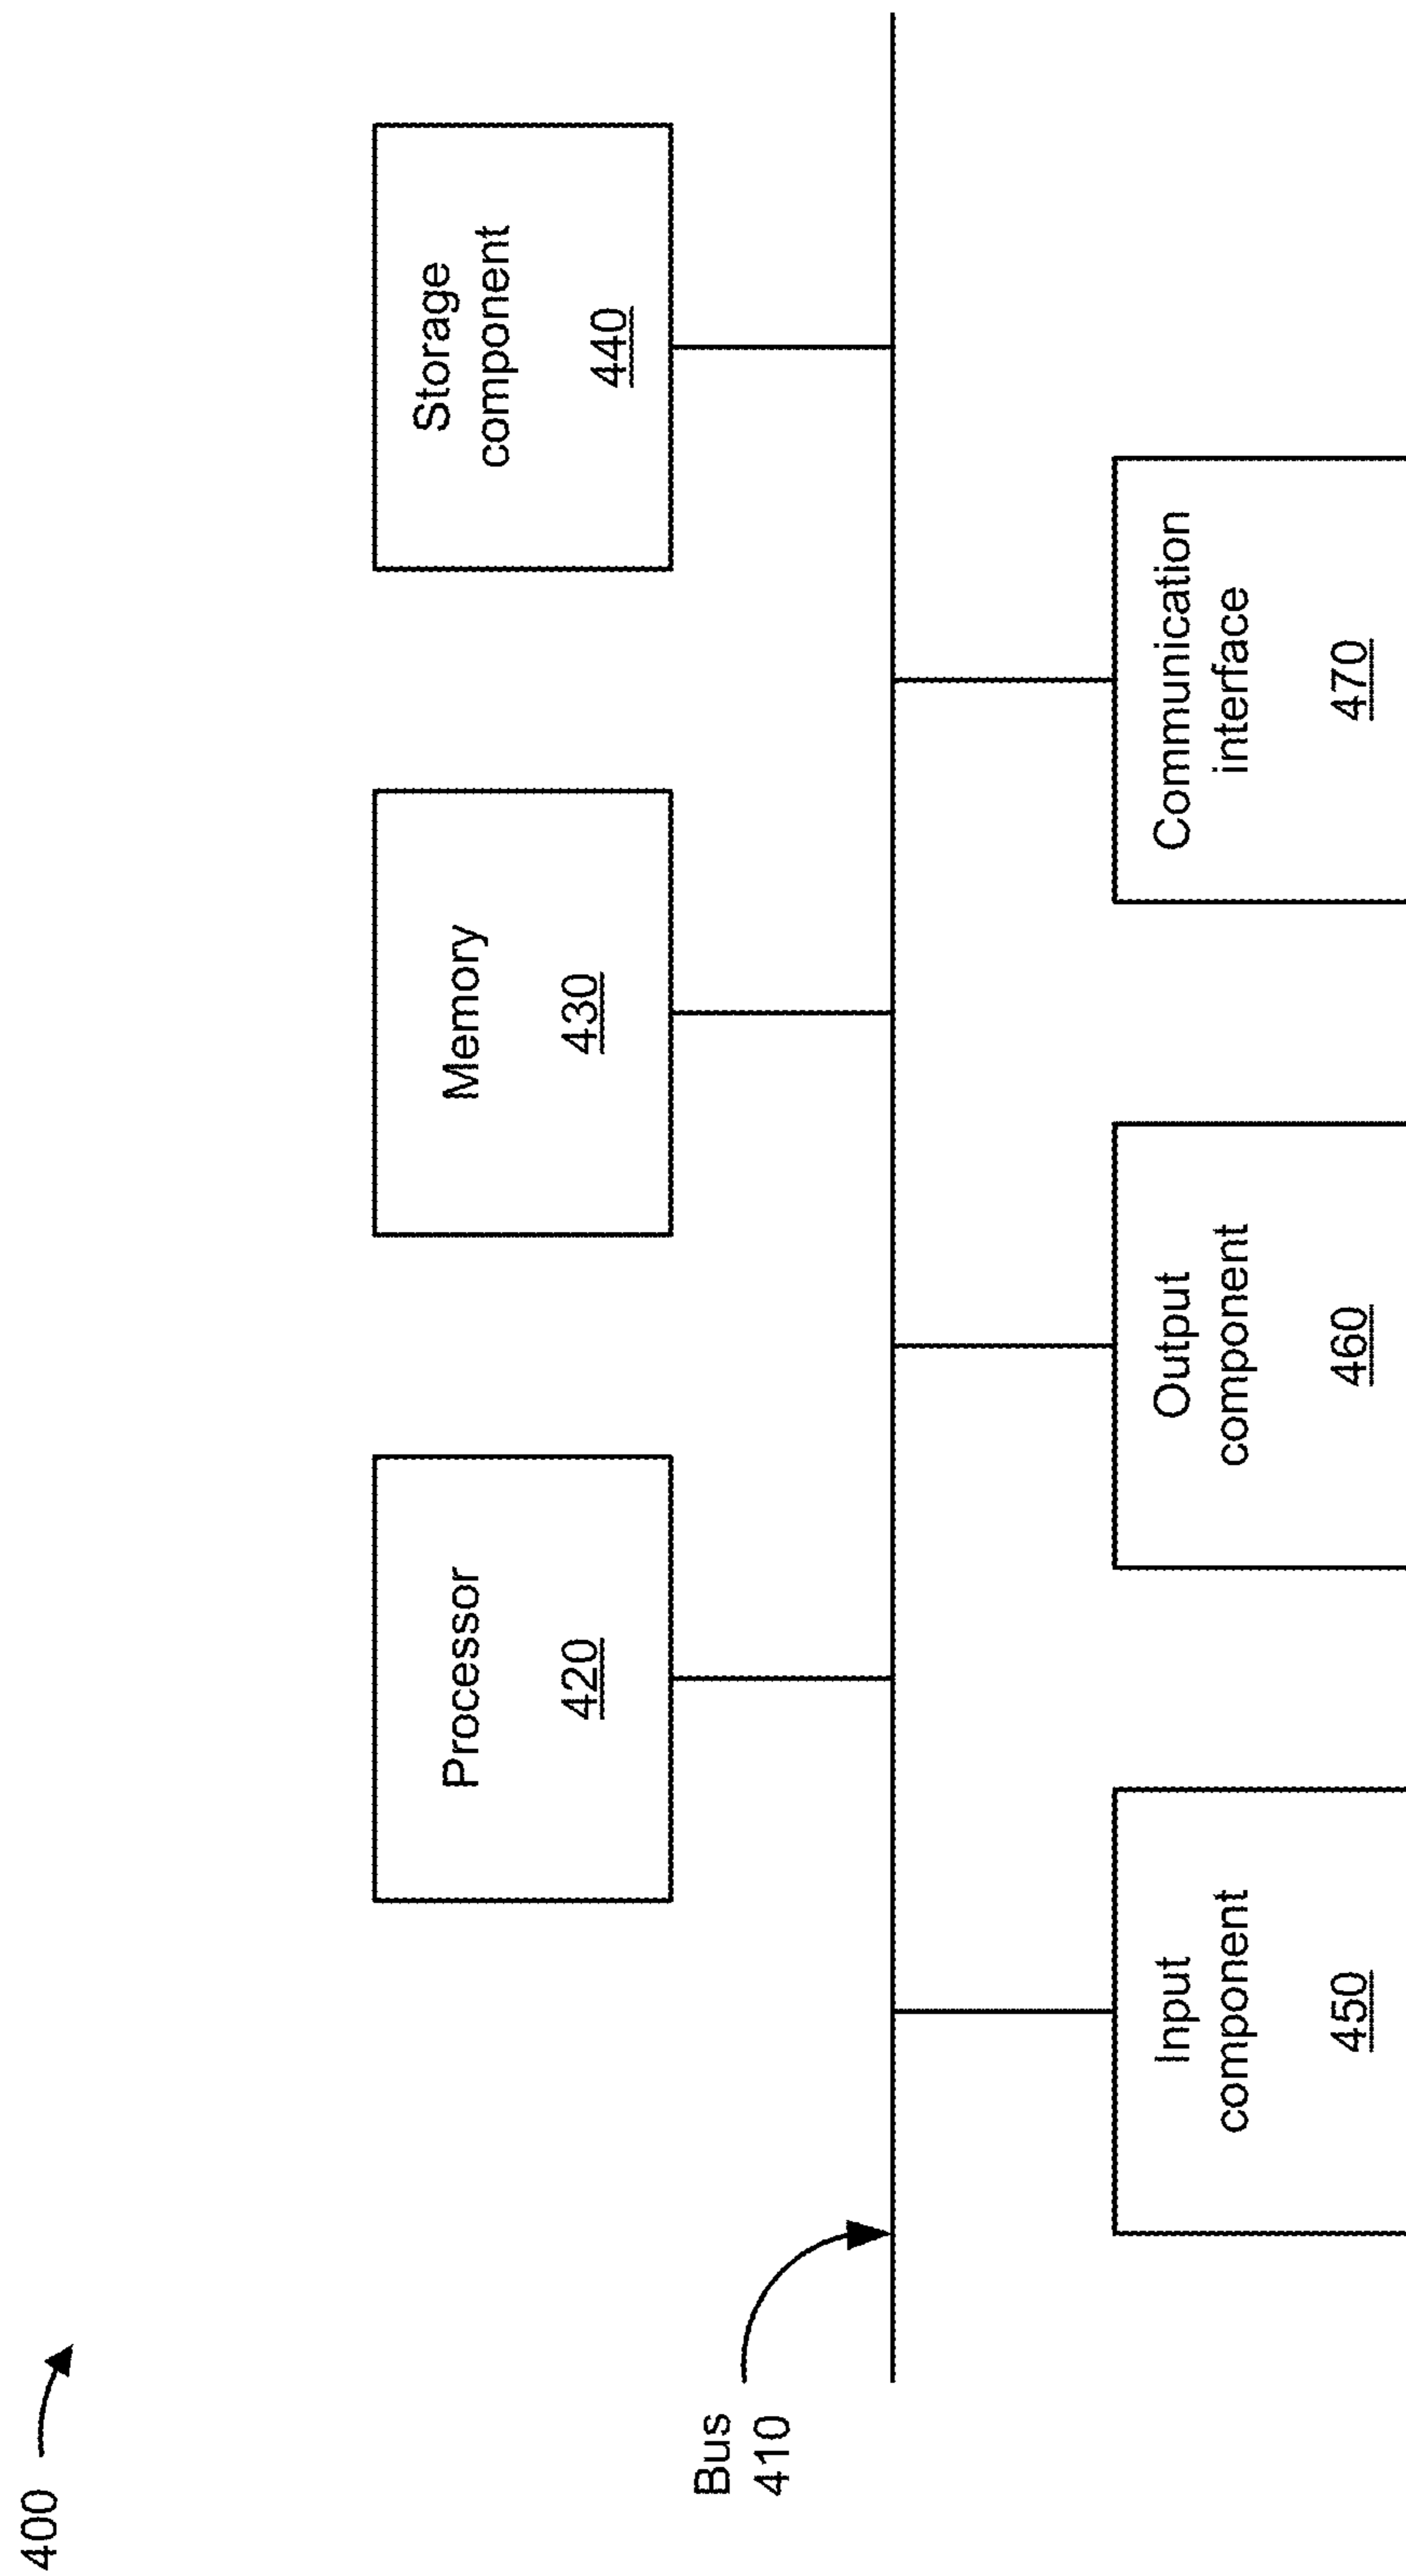 400
Bus
410
Processor
420
Memory
430
Storage
component
440
Input
component
450
Output
component
460
Communication
interface
470